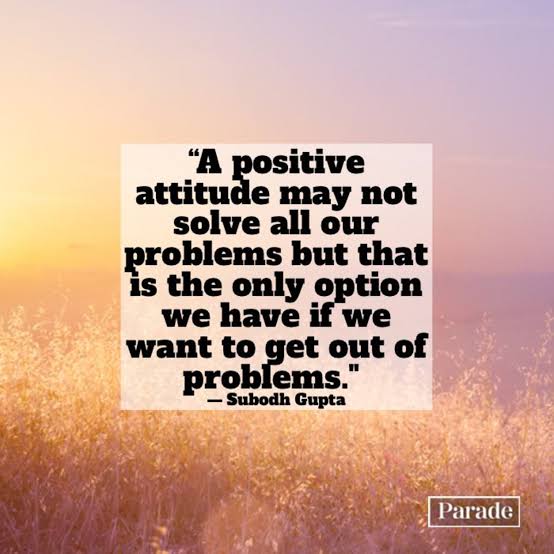 “A positive
attitude may not
solve all our
problems but that
is the only option
we have if we
want to get out of
problems."
— Subodh Gupta
Parade